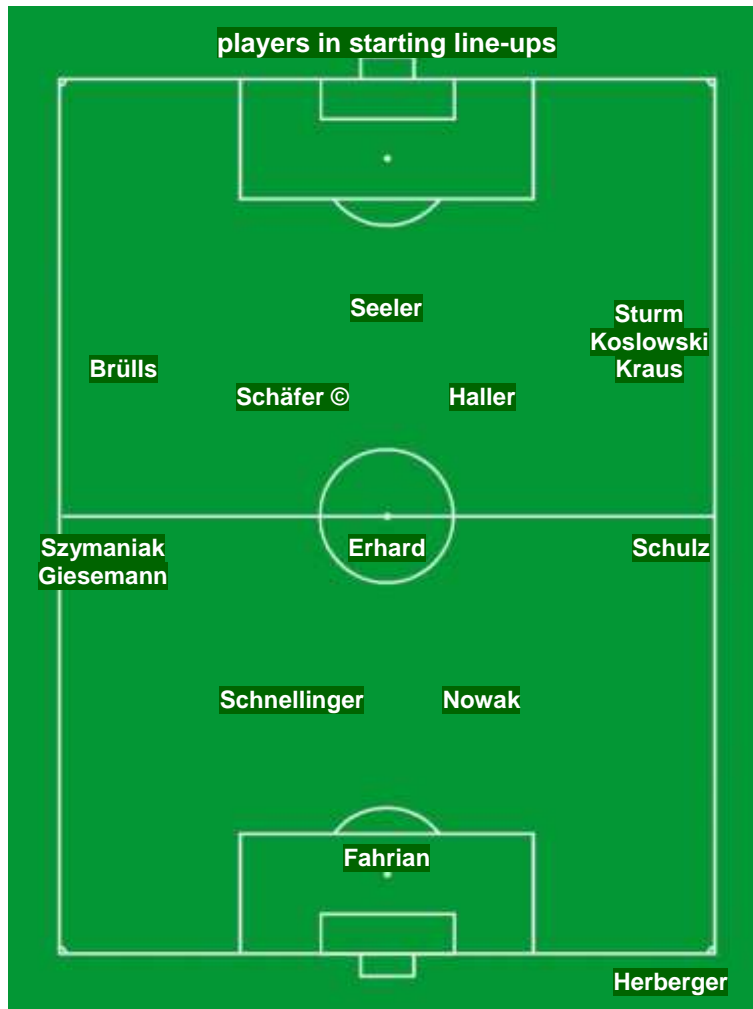 players in starting line-ups
Seeler
Sturm
Koslowski
Kraus
Brülls
Schäfer ©
Haller
Szymaniak
Giesemann
Erhard
Schulz
Schnellinger
Nowak
Fahrian
Herberger